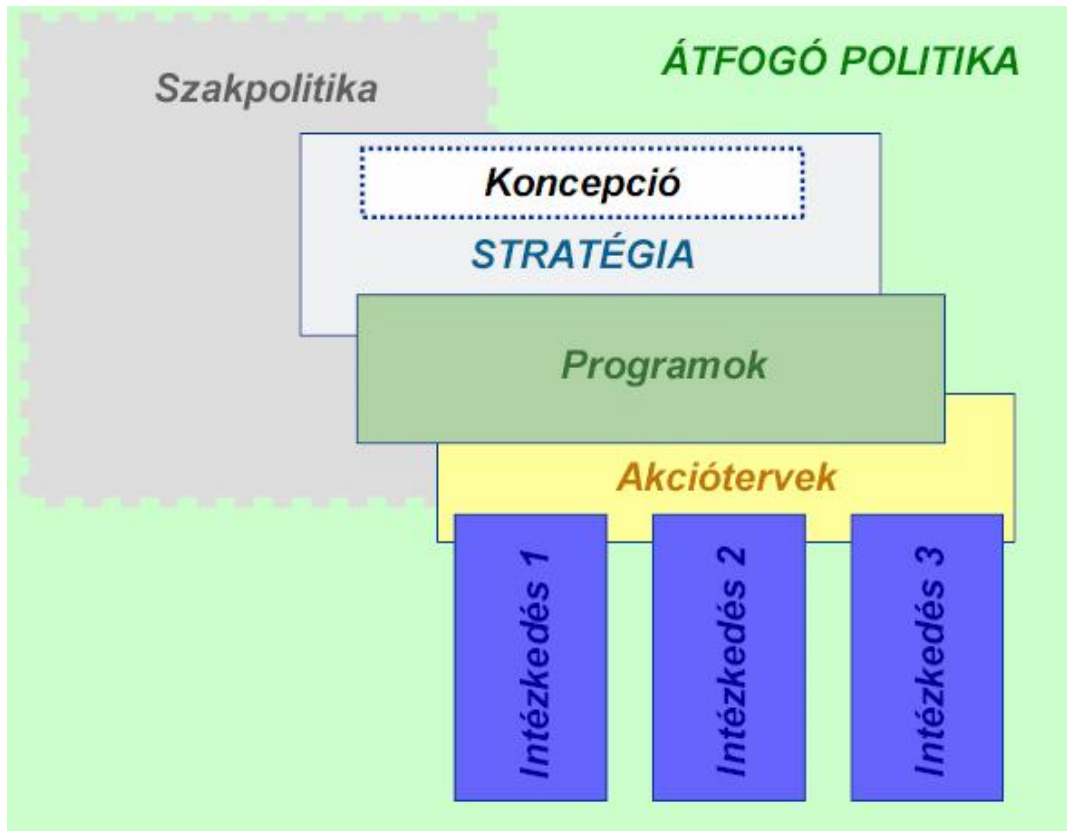 ÁTFOGÓ POLITIKA
Szakpolitika
Koncepció
STRATÉGIA
Programok
Akciótervek
Intézkedés 1
Intézkedés 2
Intézkedés 3